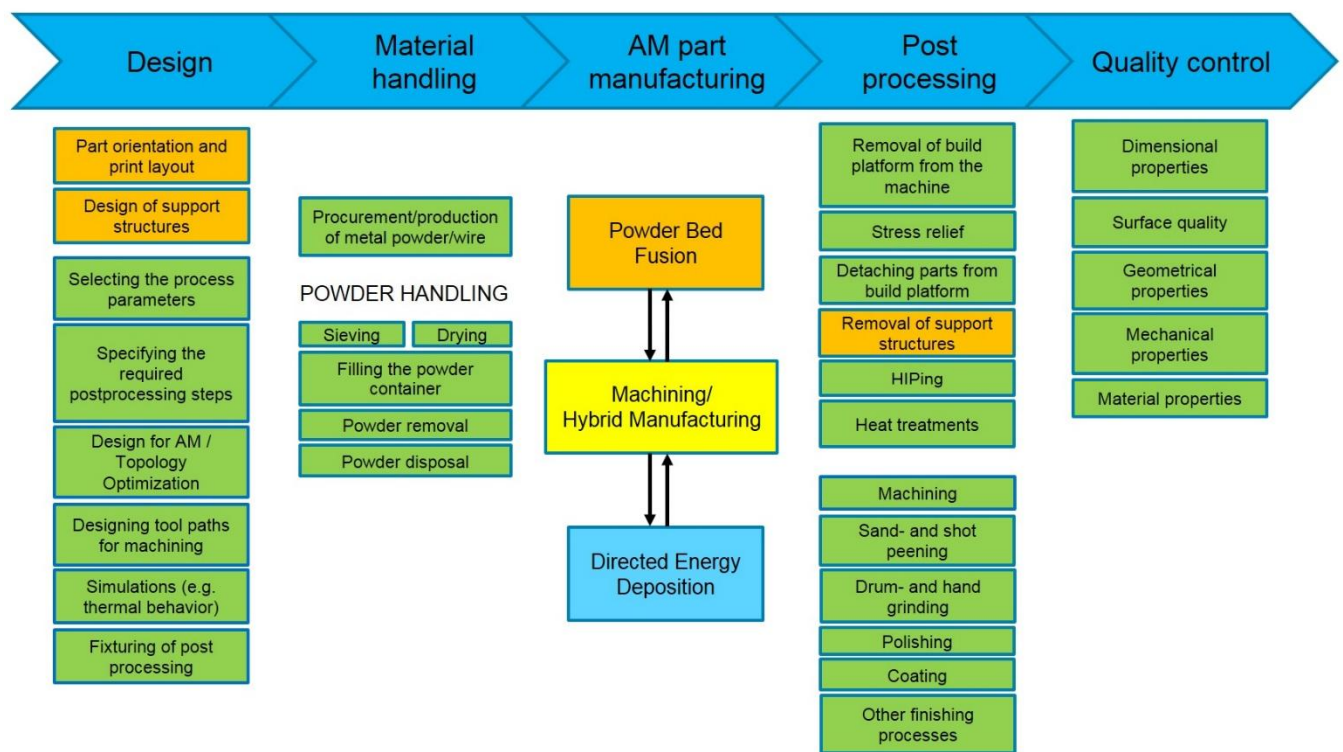 Design
Material
handling
AM part
manufacturing
Post
processing
Quality control
Part orientation and
print layout
Design of support
structures
Selecting the process
parameters
Specifying the
required
postprocessing steps
Design for AM /
Topology
Optimization
Designing tool paths
for machining
Simulations (e.g.
thermal behavior)
Fixturing of post
processing
Procurement/production
of metal powder/wire
POWDER HANDLING
Sieving
Drying
Filling the powder
container
Powder removal
Powder disposal
Powder Bed
Fusion
Machining/
Hybrid Manufacturing
Directed Energy
Deposition
Removal of build
platform from the
machine
Stress relief
Detaching parts from
build platform
Removal of support
structures
HIPing
Heat treatments
Machining
Sand- and shot
peening
Drum- and hand
grinding
Polishing
Coating
Other finishing
processes
Dimensional
properties
Surface quality
Geometrical
properties
Mechanical
properties
Material properties